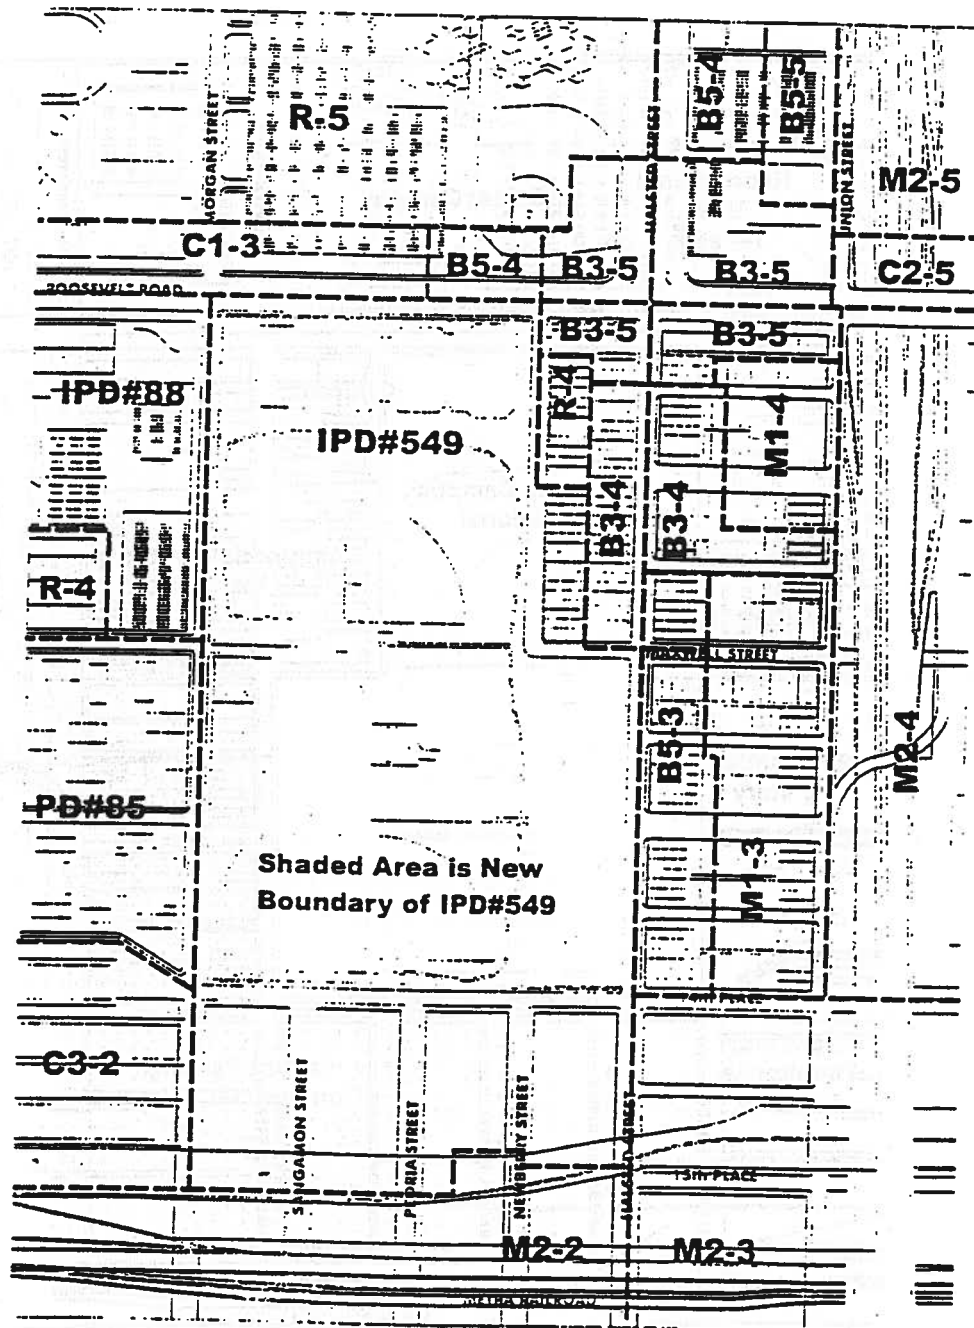 B5-4
B5-5
R-5
MORGAN STREET
HALSTED STREET
UNION STREET
M2-5
C1-3
B5-4
B3-5
B3-5
C2-5
ROOSEVELT ROAD
B3-5
B3-5
IPD#88
R-4
IPD#549
M1-4
B3-4
B3-4
R-4
MAXWELL STREET
B5-3
M2-4
PD#85
Shaded Area is New
Boundary of IPD#549
M1-3
14th PLACE
C3-2
SANGAMON STREET
PEORIA STREET
NEWBERRY STREET
HALSTED STREET
15th PLACE
M2-2
M2-3
METRA RAILROAD